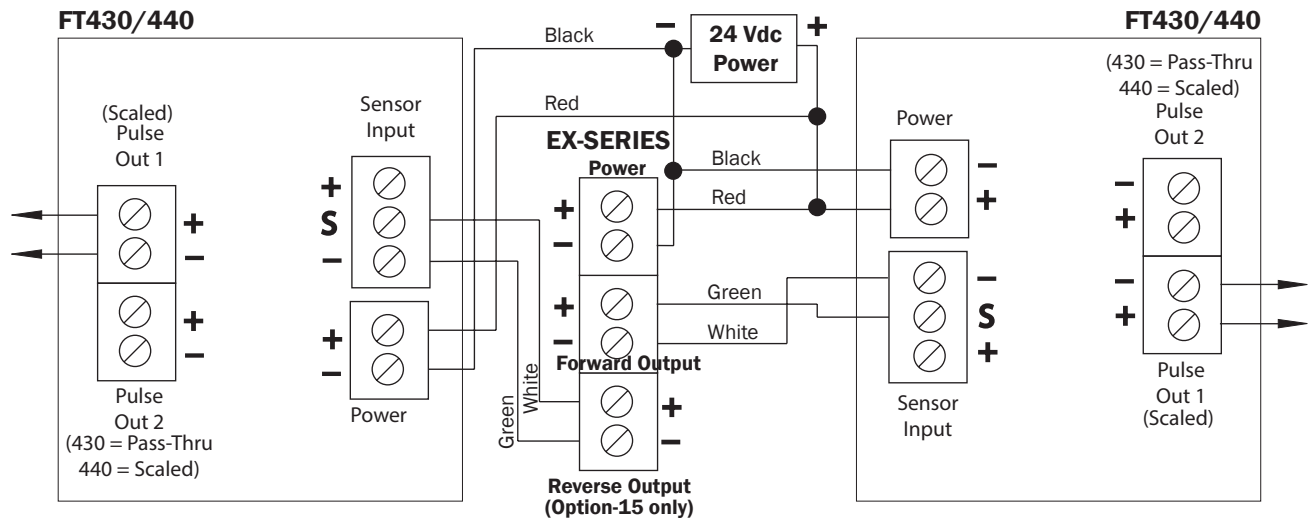 FT430/440
FT430/440
Black
−
24 Vdc
Power
+
(430 = Pass-Thru
440 = Scaled)
Pulse
Out 2
(Scaled)
Pulse
Out 1
Sensor
Input
Red
EX-SERIES
Power
Black
Red
Power
+
S
−
+
−
+
−
−
+
−
+
+
−
Green
White
+
−
Forward Output
−
S
+
−
+
+
−
Pulse
Out 2
(430 = Pass-Thru
440 = Scaled)
Power
Green
White
+
−
Reverse Output
(Option-15 only)
Sensor
Input
Pulse
Out 1
(Scaled)